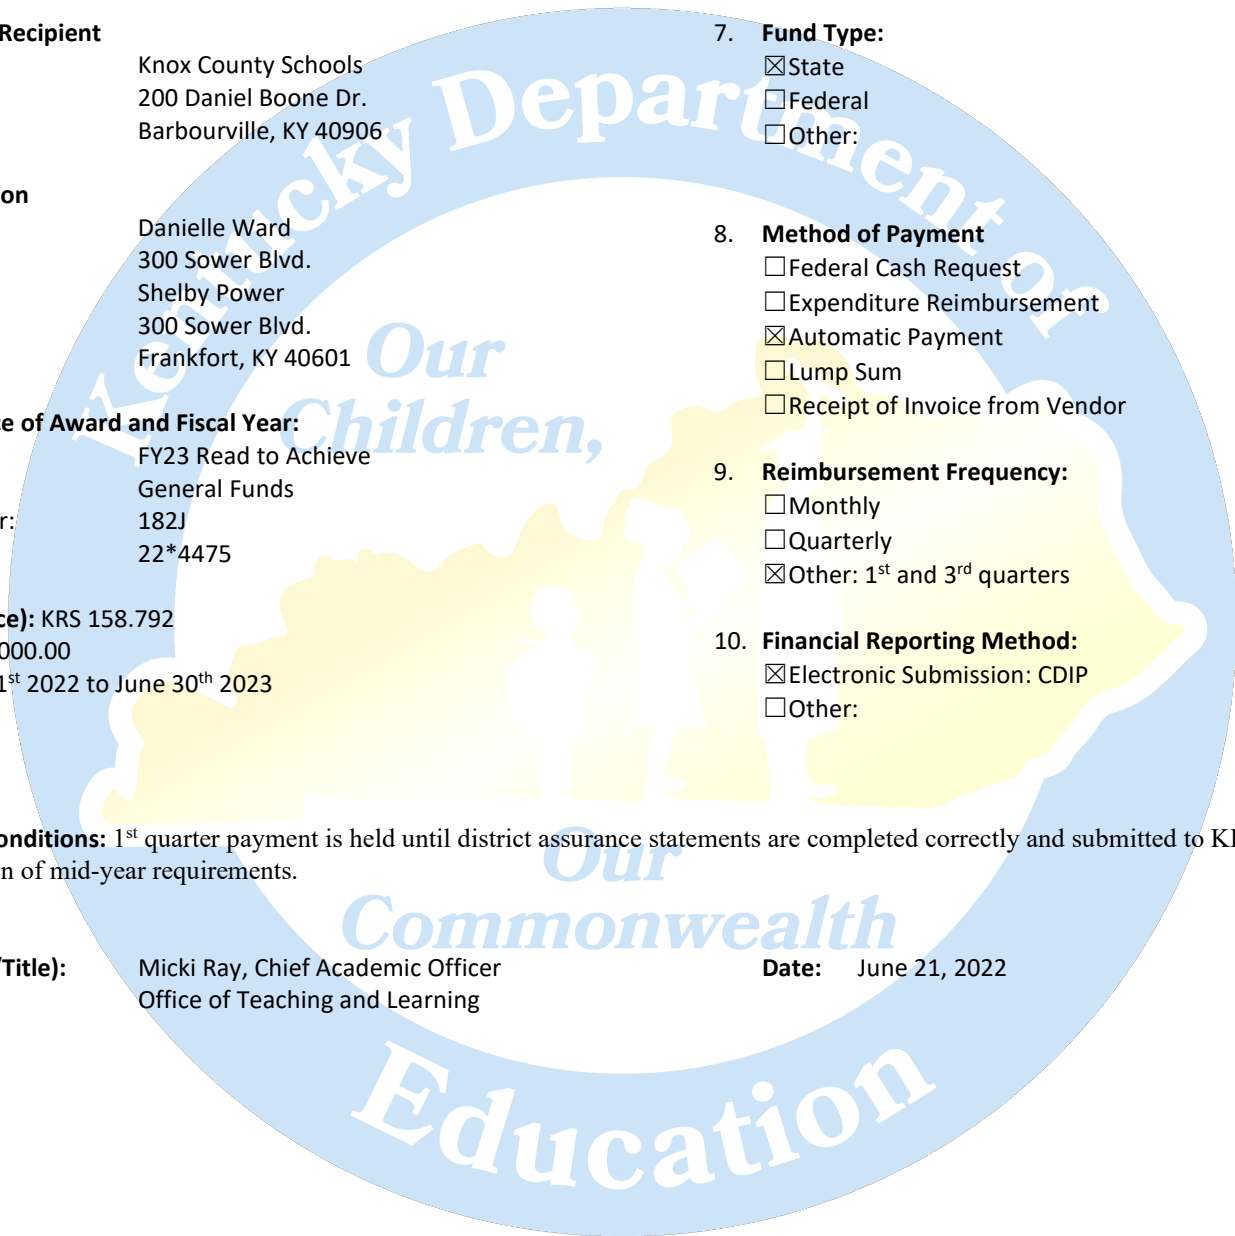 Recipient
Knox County Schools
200 Daniel Boone Dr.
Barbourville, KY 40906
on
Danielle Ward
300 Sower Blvd.
Shelby Power
300 Sower Blvd.
Frankfort, KY 40601
ce of Award and Fiscal Year:
FY23 Read to Achieve
General Funds
r: 182J
22*4475
ce): KRS 158.792
000.00
1st 2022 to June 30th 2023
7. Fund Type:
☒State
☐Federal
☐Other:
8. Method of Payment
☐Federal Cash Request
☐Expenditure Reimbursement
☒Automatic Payment
☐Lump Sum
☐Receipt of Invoice from Vendor
9. Reimbursement Frequency:
☐Monthly
☐Quarterly
☒Other: 1st and 3rd quarters
10. Financial Reporting Method:
☒Electronic Submission: CDIP
☐Other:
onditions: 1st quarter payment is held until district assurance statements are completed correctly and submitted to KI
n of mid-year requirements.
/Title): Micki Ray, Chief Academic Officer Date: June 21, 2022
Office of Teaching and Learning
Kentucky Department of
Education
Our
Children,
Our
Commonwealth